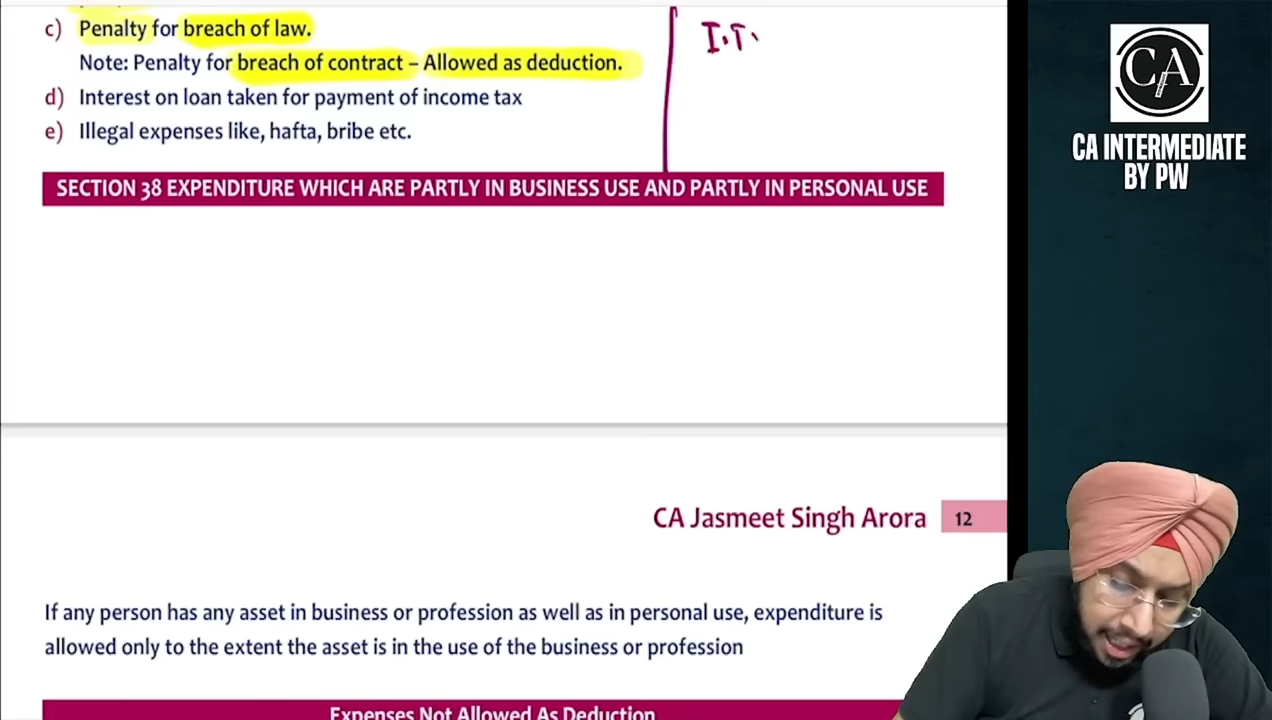 c) Penalty for breach of law.
I.T.
Note: Penalty for breach of contract – Allowed as deduction.
d) Interest on loan taken for payment of income tax
e) Illegal expenses like, hafta, bribe etc.
SECTION 38 EXPENDITURE WHICH ARE PARTLY IN BUSINESS USE AND PARTLY IN PERSONAL USE
CA Jasmeet Singh Arora 12
If any person has any asset in business or profession as well as in personal use, expenditure is
allowed only to the extent the asset is in the use of the business or profession
Expenses Not Allowed As Deduction
CA
CA INTERMEDIATE
BY PW